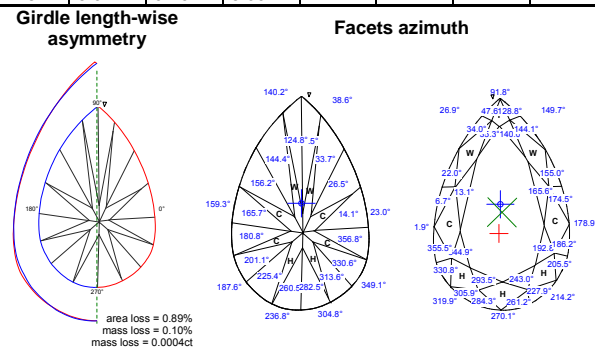 Girdle length-wise
asymmetry
Facets azimuth
90°
180°
0°
270°
area loss = 0.89%
mass loss = 0.10%
mass loss = 0.0004ct
140.2°
38.6°
124.8°
144.4°
33.7°
156.2°
W
W
26.5°
159.3°
165.7°
C
C
14.1°
23.0°
180.8°
C
C
356.8°
201.1°
H
H
330.6°
225.4°
313.6°
187.6°
260.5
282.5°
349.1°
236.8°
304.8°
91.8°
26.9°
47.6
128.8°
149.7°
34.0°
144.1°
W
W
22.0°
155.0°
13.1°
165.6°
6.7°
174.5°
1.9°
C
C
178.9°
355.5°
186.2°
330.8°
H
H
205.5°
293.5°
243.0°
305.9°
227.9°
319.9°
284.3°
H
261.2°
214.2°
270.1°